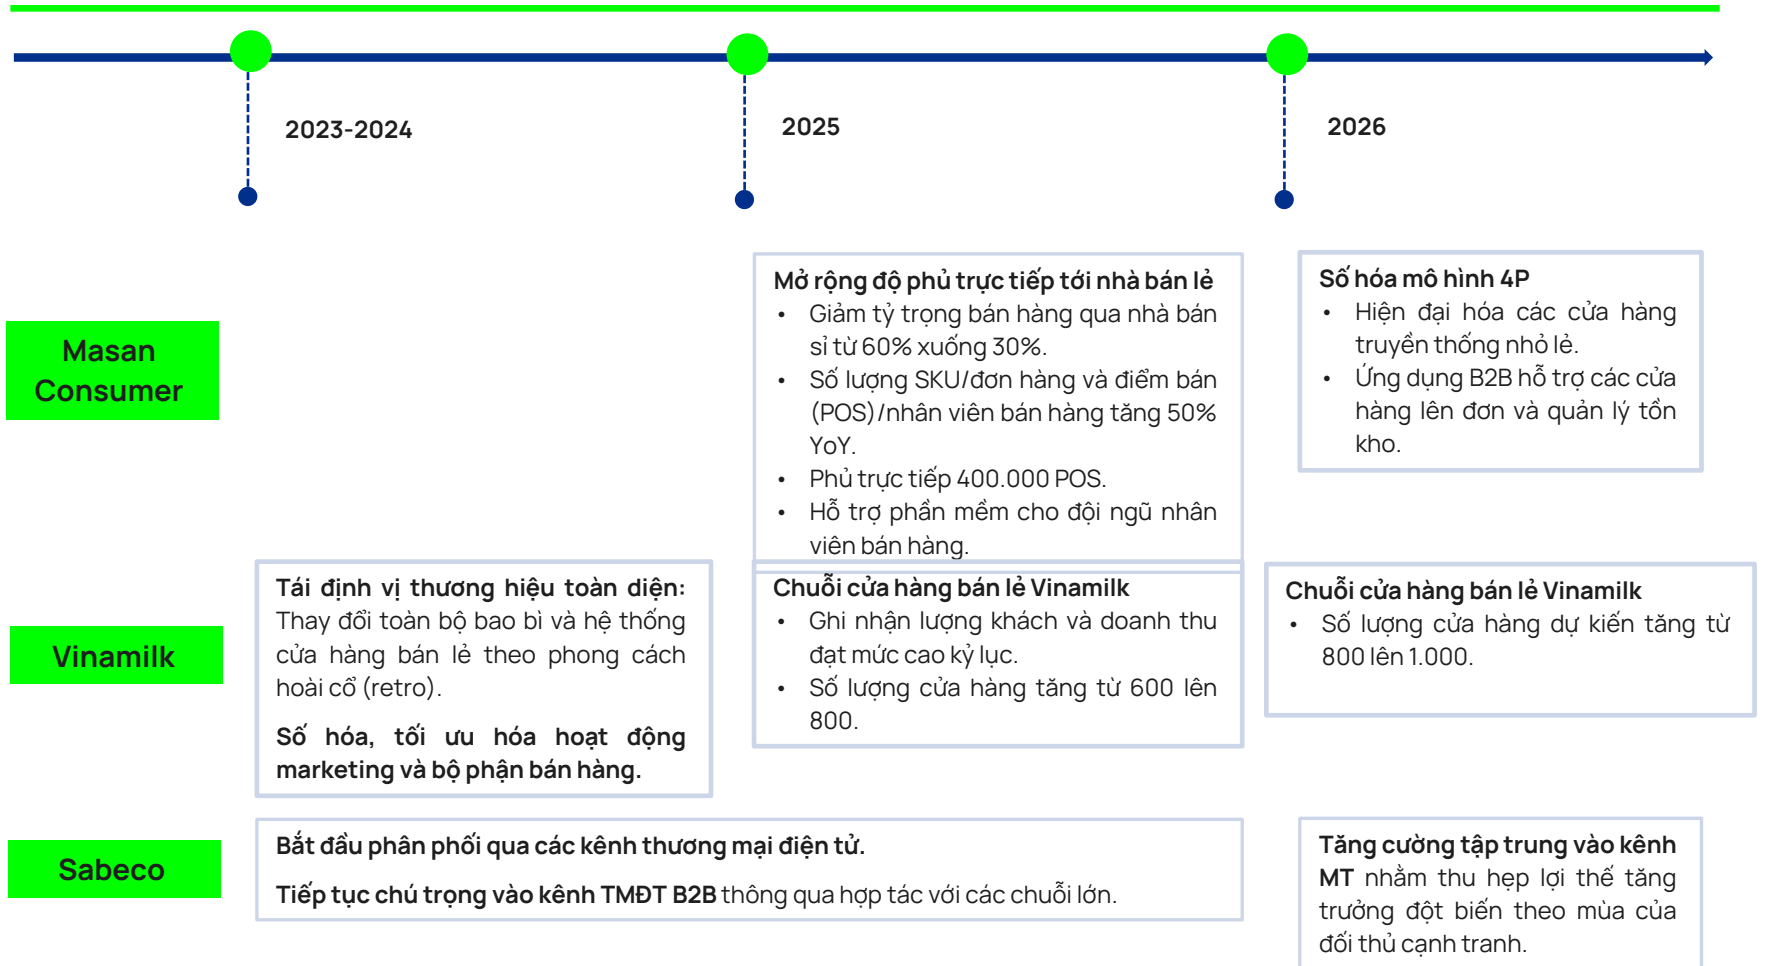 2023-2024
2025
2026
Masan
Consumer
Mở rộng độ phủ trực tiếp tới nhà bán lẻ
• Giảm tỷ trọng bán hàng qua nhà bán
sỉ từ 60% xuống 30%.
• Số lượng SKU/đơn hàng và điểm bán
(POS)/nhân viên bán hàng tăng 50%
YoY.
• Phủ trực tiếp 400.000 POS.
• Hỗ trợ phần mềm cho đội ngũ nhân
viên bán hàng.
Số hóa mô hình 4P
• Hiện đại hóa các cửa hàng
truyền thống nhỏ lẻ.
• Ứng dụng B2B hỗ trợ các cửa
hàng lên đơn và quản lý tồn
kho.
Vinamilk
Tái định vị thương hiệu toàn diện:
Thay đổi toàn bộ bao bì và hệ thống
cửa hàng bán lẻ theo phong cách
hoài cổ (retro).
Số hóa, tối ưu hóa hoạt động
marketing và bộ phận bán hàng.
Chuỗi cửa hàng bán lẻ Vinamilk
• Ghi nhận lượng khách và doanh thu
đạt mức cao kỷ lục.
• Số lượng cửa hàng tăng từ 600 lên
800.
Chuỗi cửa hàng bán lẻ Vinamilk
• Số lượng cửa hàng dự kiến tăng từ
800 lên 1.000.
Sabeco
Bắt đầu phân phối qua các kênh thương mại điện tử.
Tiếp tục chú trọng vào kênh TMĐT B2B thông qua hợp tác với các chuỗi lớn.
Tăng cường tập trung vào kênh
MT nhằm thu hẹp lợi thế tăng
trưởng đột biến theo mùa của
đối thủ cạnh tranh.